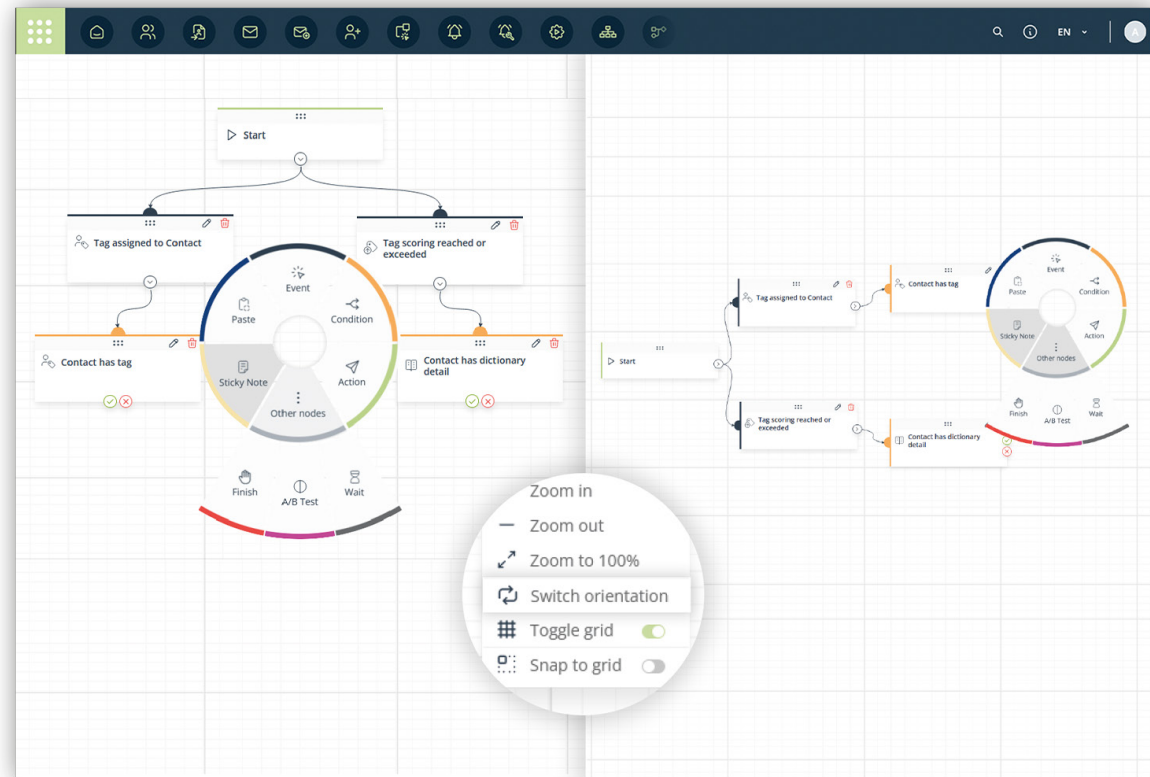 EN
A
Start
Tag assigned to Contact
Tag scoring reached or
exceeded
Event
Paste
Condition
Sticky Note
Action
Other nodes
Contact has tag
Contact has dictionary
detail
Finish
A/B Test
Wait
Zoom in
Zoom out
Zoom to 100%
Switch orientation
Toggle grid
Snap to grid
Start
Tag assigned to Contact
Contact has tag
Tag scoring reached or
exceeded
Contact has dictionary
detail
Event
Paste
Condition
Sticky Note
Action
Other nodes
Finish
A/B Test
Wait